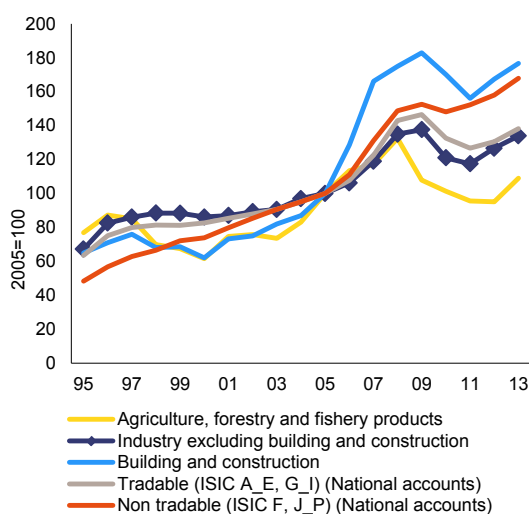 200
180
160
140
120
100
80
60
40
20
0
2005=100
95 97 99 01 03 05 07 09 11 13
Agriculture, forestry and fishery products
Industry excluding building and construction
Building and construction
Tradable (ISIC A_E, G_I) (National accounts)
Non tradable (ISIC F, J_P) (National accounts)